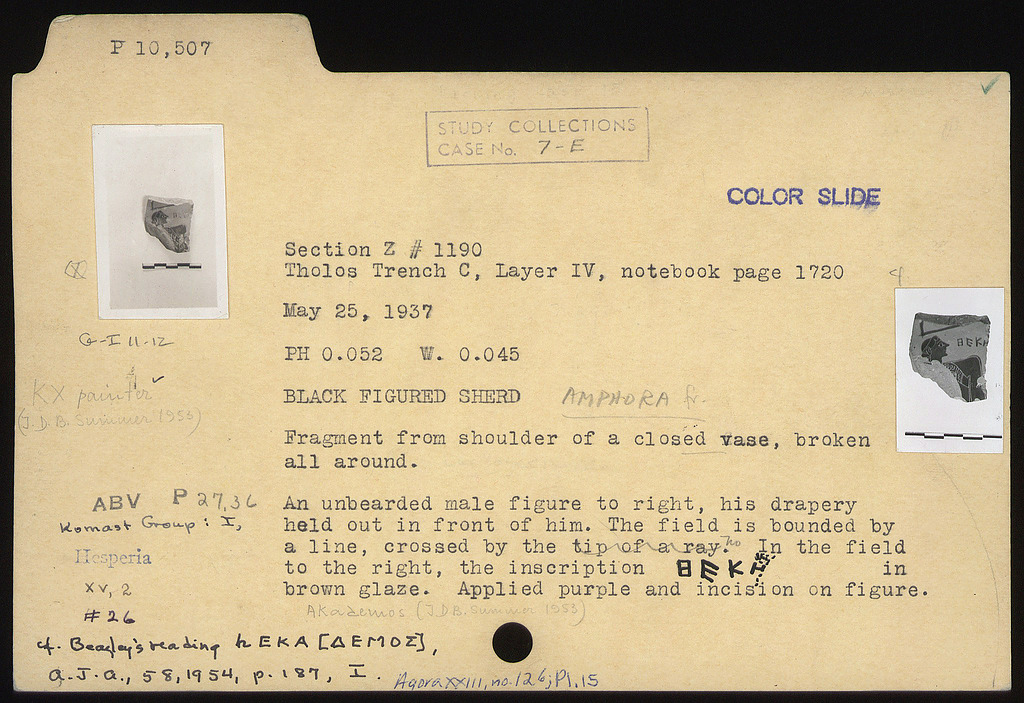 P 10,507
STUDY COLLECTIONS
CASE No. 7-E
COLOR SLIDE
Section Z # 1190
Tholos Trench C, Layer IV, notebook page 1720
May 25, 1937
G-I 11-12
PH 0.052 W. 0.045
KX painter
(J.D.B. Summer 1953)
BLACK FIGURED SHERD AMPHORA fr.
Fragment from shoulder of a closed vase, broken
all around.
ABV P 27,36
Komast Group: I,
Hesperia
XV, 2
#26
An unbearded male figure to right, his drapery
held out in front of him. The field is bounded by
a line, crossed by the tip of a ray. no In the field
to the right, the inscription ΒΕΚ in
brown glaze. Applied purple and incision on figure.
Akademos (J.D.B. Summer 1953)
cf. Beazley's reading hΕΚΑ[ΔΕΜΟΣ],
A.J.A., 58, 1954, p. 187, I.
Agora XXIII, no. 126; Pl. 15